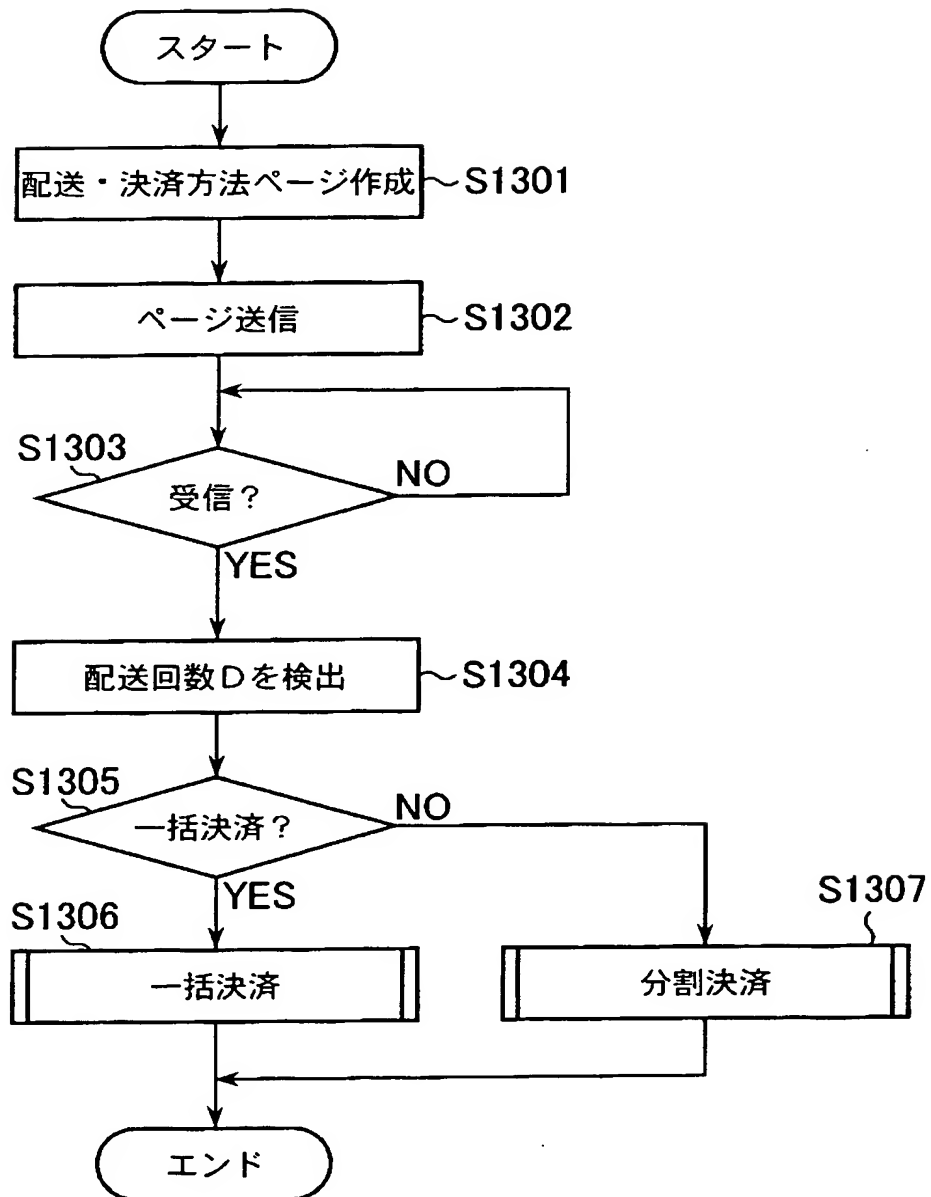 スタート
配送・決済方法ページ作成
S1301
ページ送信
S1302
S1303
受信？
NO
YES
配送回数Dを検出
S1304
S1305
一括決済？
NO
YES
S1306
一括決済
S1307
分割決済
エンド